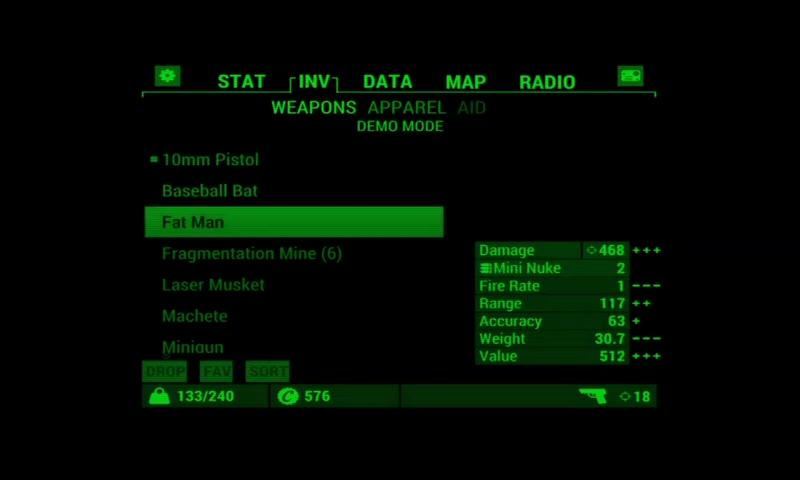 STAT INV DATA MAP RADIO
WEAPONS APPAREL AID
DEMO MODE
10mm Pistol
Baseball Bat
Fat Man
Fragmentation Mine (6)
Laser Musket
Machete
Minigun
Damage 468 +++
Mini Nuke 2
Fire Rate 1 ---
Range 117 ++
Accuracy 63 +
Weight 30.7 ---
Value 512 +++
DROP FAV SORT
133/240 576 18